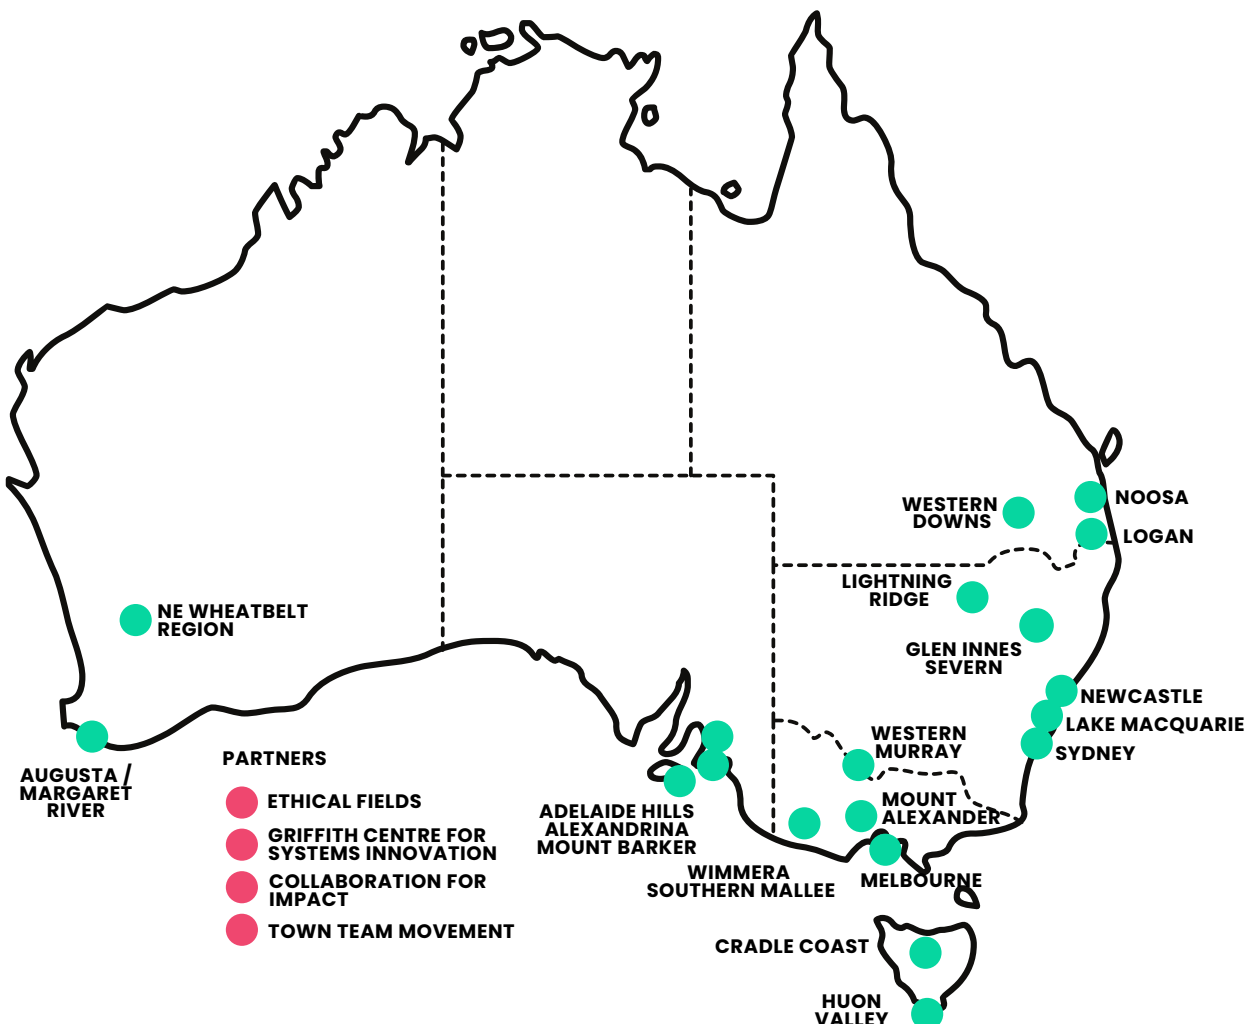 WESTERN
DOWNS
NOOSA
LOGAN
LIGHTNING
RIDGE
NE WHEATBELT
REGION
GLEN INNES
SEVERN
NEWCASTLE
LAKE MACQUARIE
SYDNEY
WESTERN
MURRAY
AUGUSTA /
MARGARET
RIVER
PARTNERS
ETHICAL FIELDS
GRIFFITH CENTRE FOR
SYSTEMS INNOVATION
COLLABORATION FOR
IMPACT
TOWN TEAM MOVEMENT
ADELAIDE HILLS
ALEXANDRINA
MOUNT BARKER
MOUNT
ALEXANDER
WIMMERA
SOUTHERN MALLEE
MELBOURNE
CRADLE COAST
HUON
VALLEY